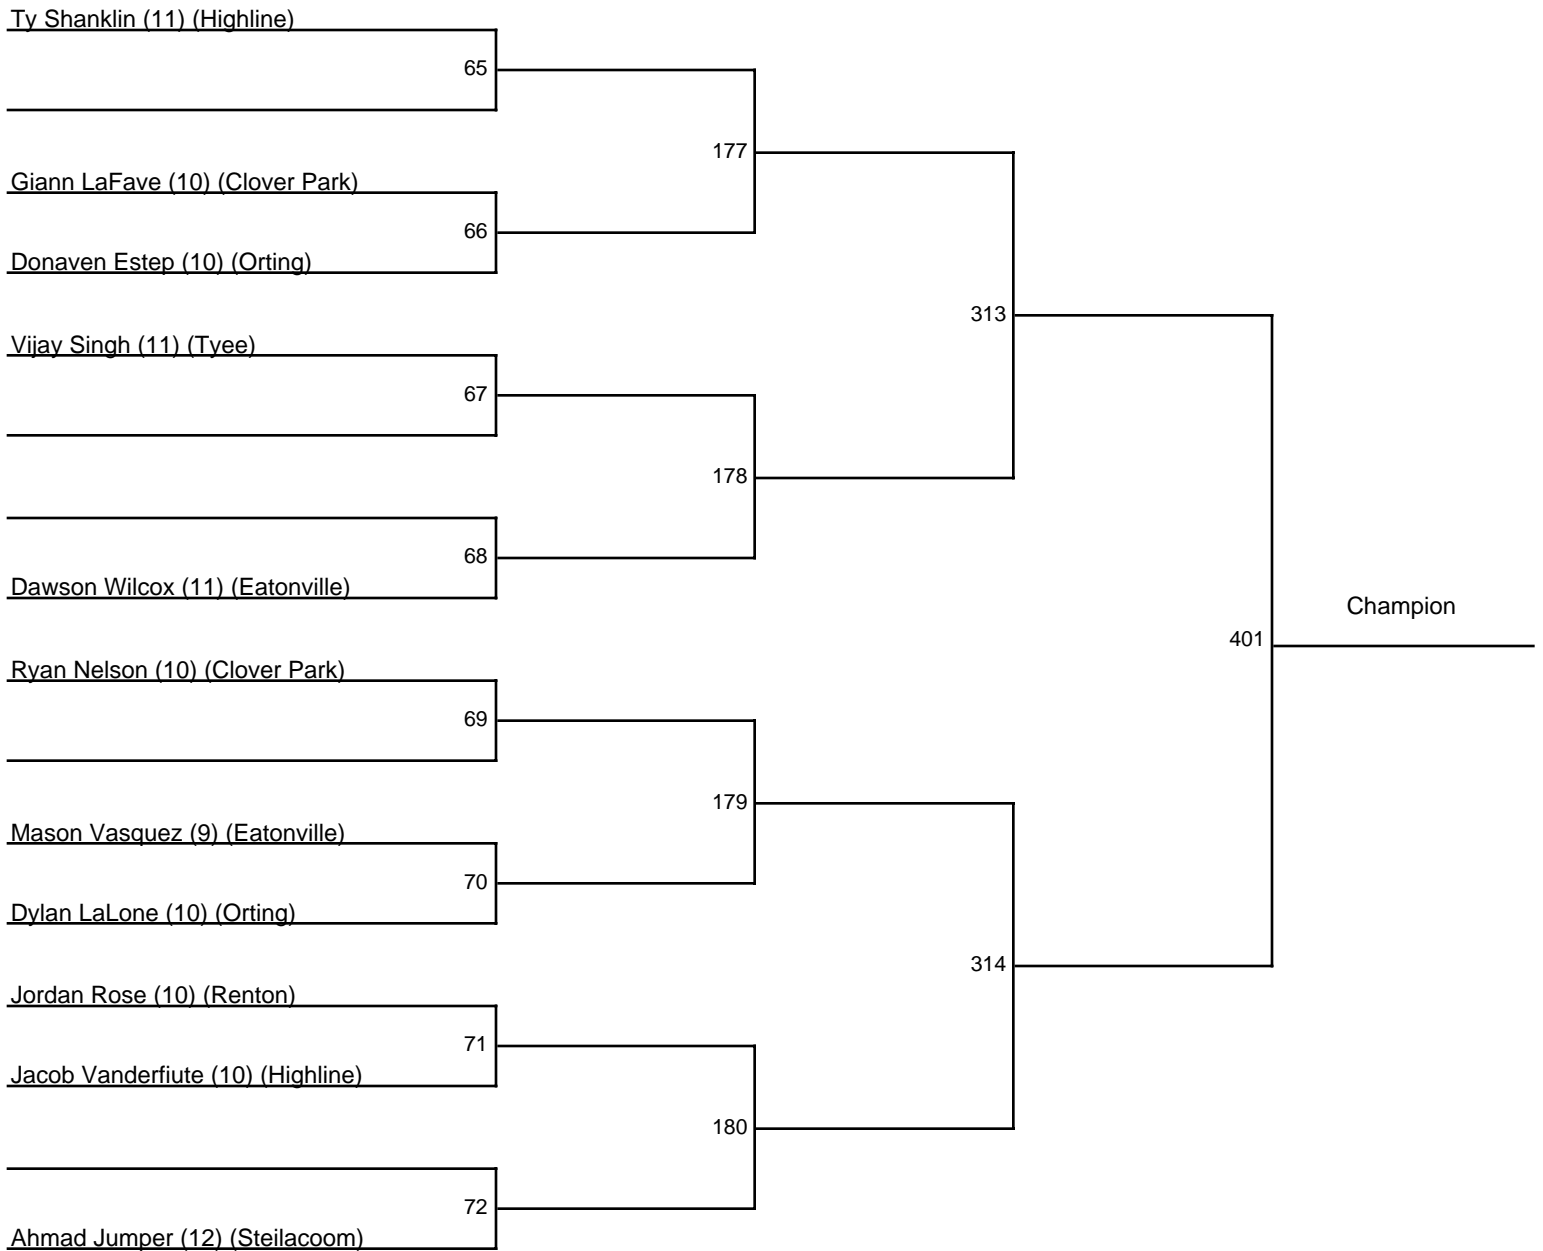 Ty Shanklin (11) (Highline)
65
177
Giann LaFave (10) (Clover Park)
66
Donaven Estep (10) (Orting)
313
Vijay Singh (11) (Tyee)
67
178
68
Dawson Wilcox (11) (Eatonville)
Champion
401
Ryan Nelson (10) (Clover Park)
69
179
Mason Vasquez (9) (Eatonville)
70
Dylan LaLone (10) (Orting)
314
Jordan Rose (10) (Renton)
71
Jacob Vanderfiute (10) (Highline)
180
72
Ahmad Jumper (12) (Steilacoom)